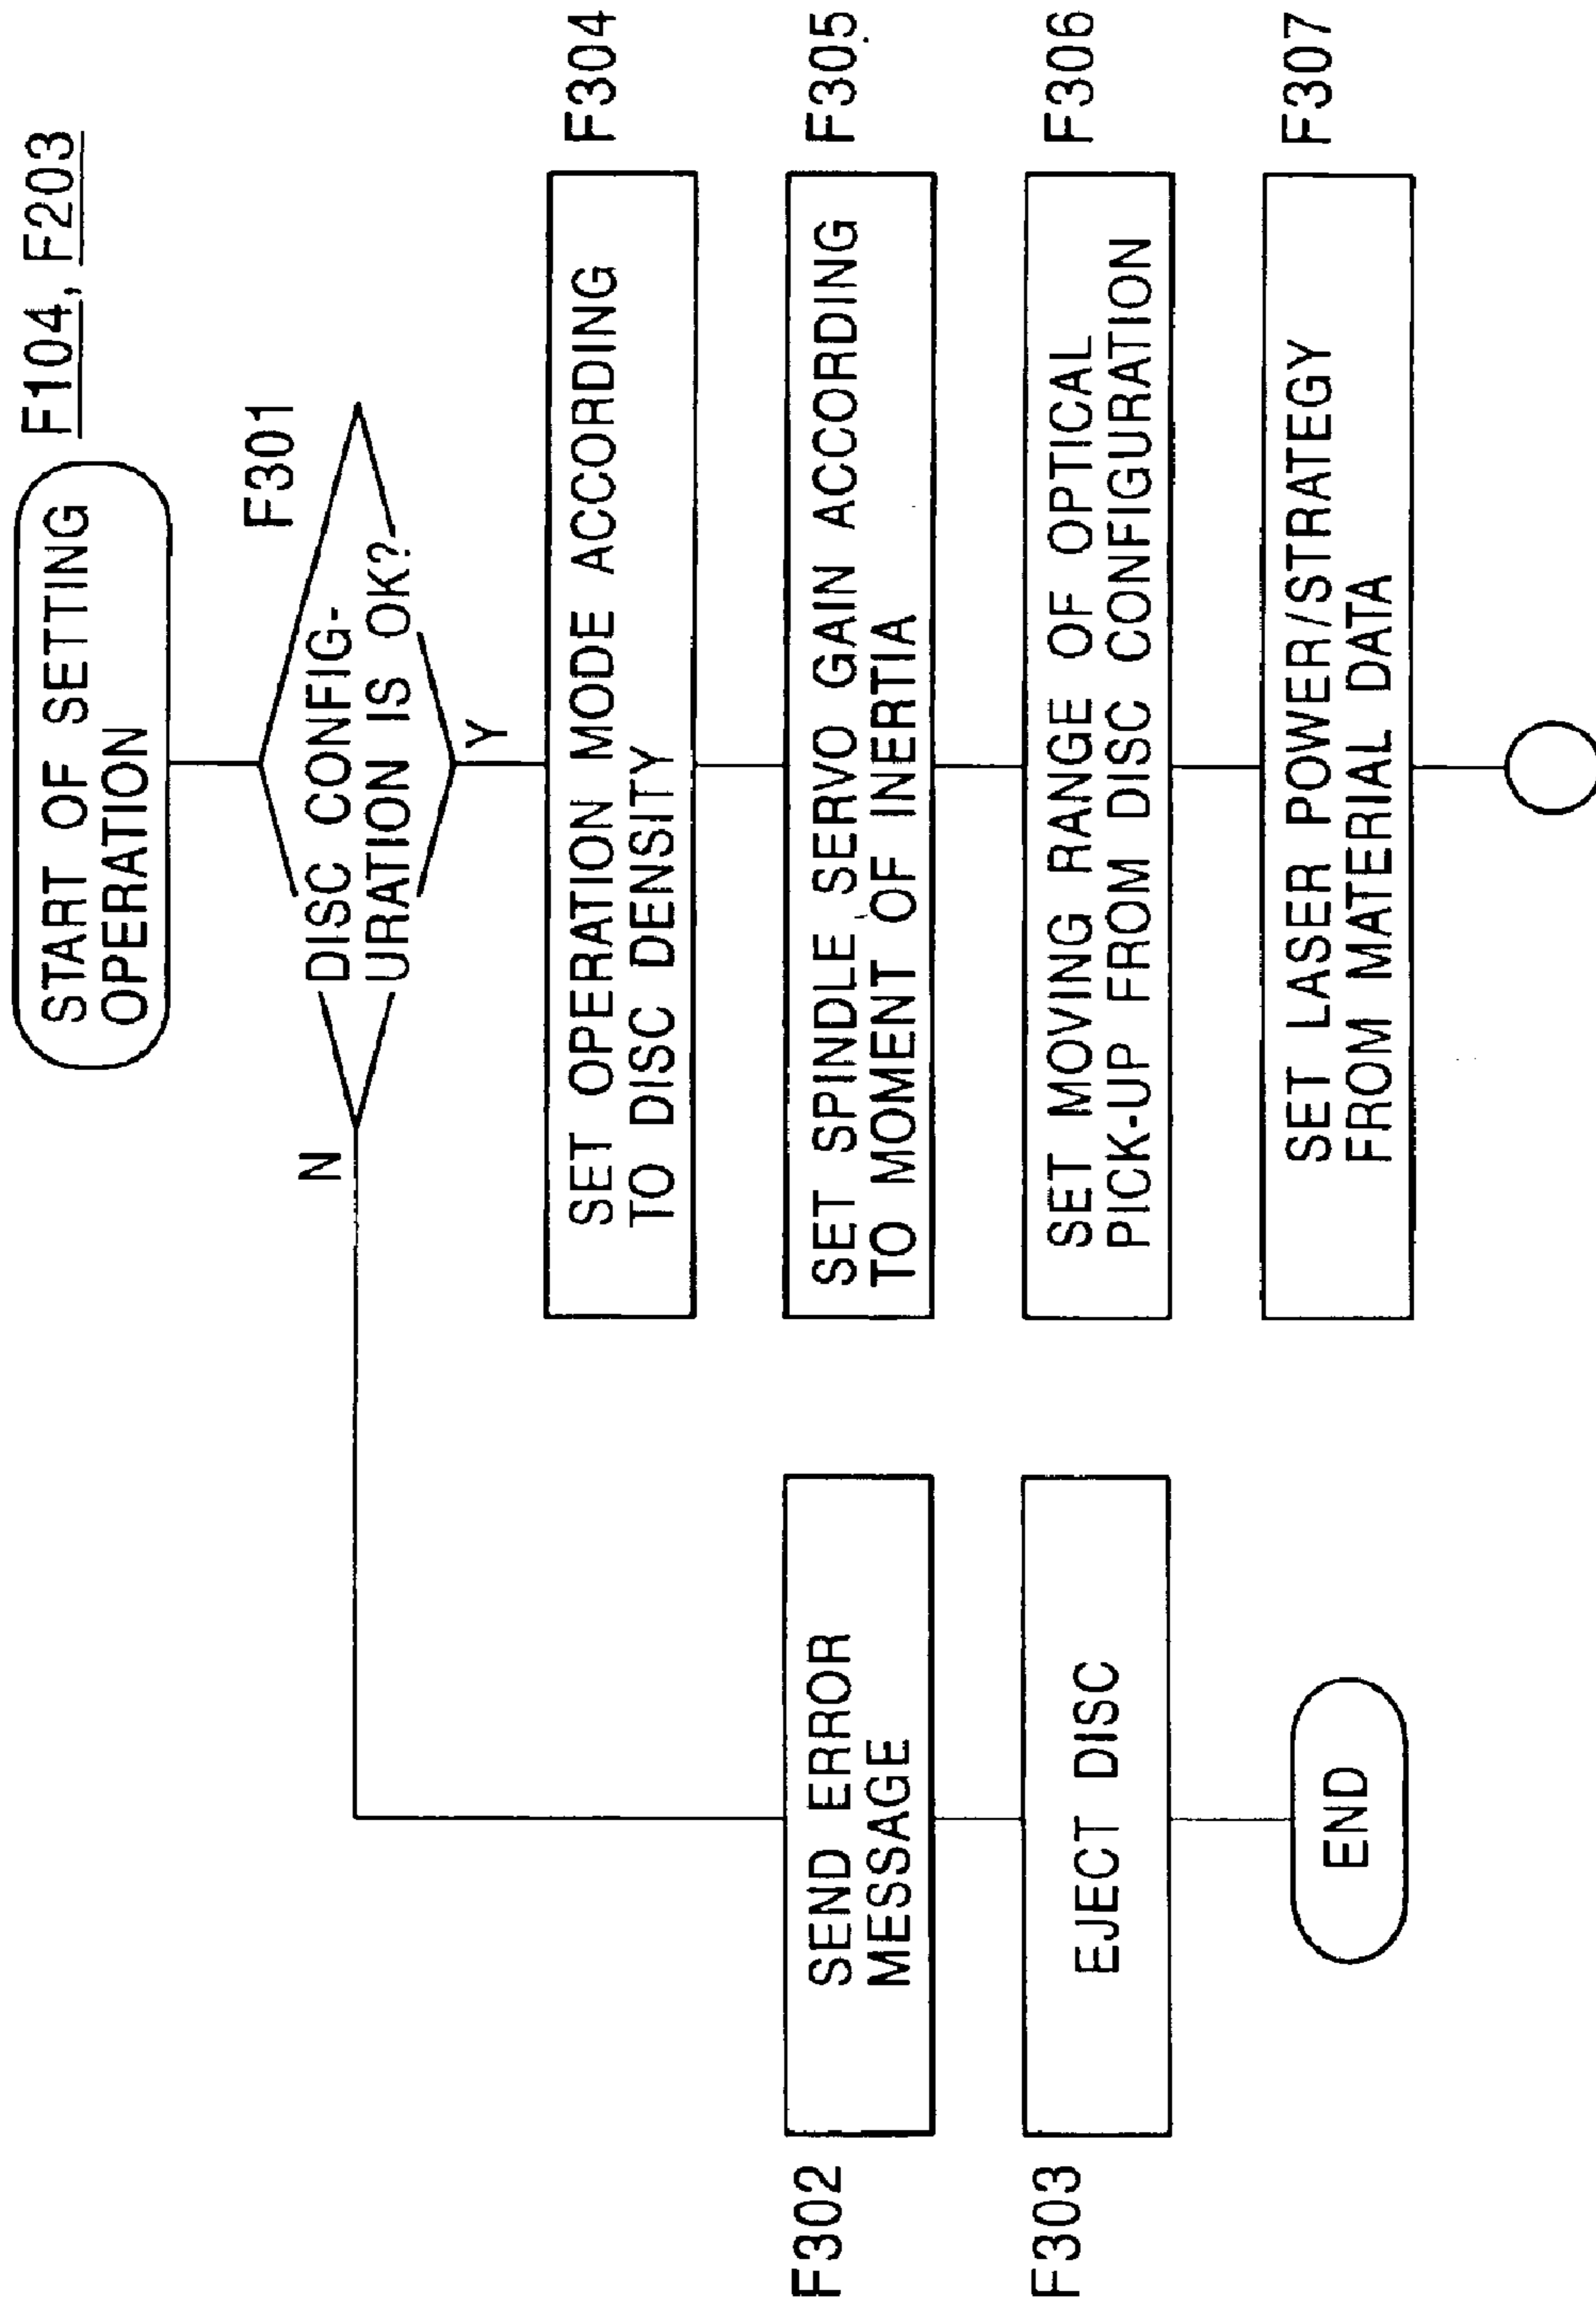 START OF SETTING
OPERATION
F104, F203
F301
DISC CONFIG-
URATION IS OK?
N
Y
SET OPERATION MODE ACCORDING
TO DISC DENSITY
F304
F302
SEND ERROR
MESSAGE
SET SPINDLE SERVO GAIN ACCORDING
TO MOMENT OF INERTIA
F305
F303
EJECT DISC
SET MOVING RANGE OF OPTICAL
PICK-UP FROM DISC CONFIGURATION
F306
END
SET LASER POWER/STRATEGY
FROM MATERIAL DATA
F307